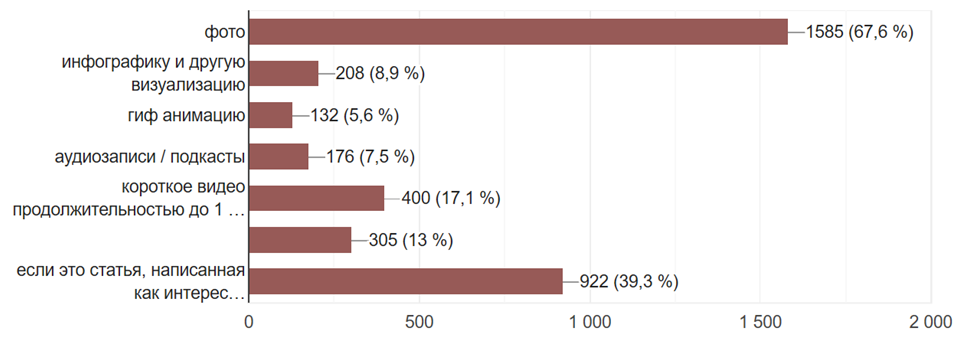 фото
1585 (67,6 %)
инфографику и другую
визуализацию
208 (8,9 %)
гиф анимацию
132 (5,6 %)
аудиозаписи / подкасты
176 (7,5 %)
короткое видео
продолжительностью до 1 …
400 (17,1 %)
305 (13 %)
если это статья, написанная
как интерес…
922 (39,3 %)
0
500
1 000
1 500
2 000